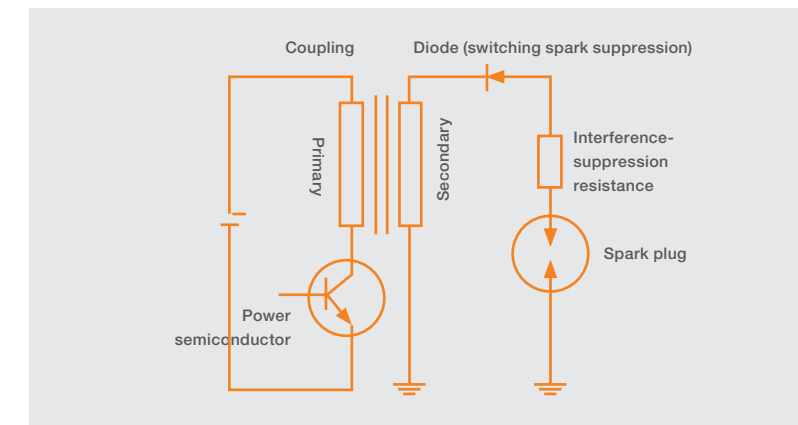 Coupling
Diode (switching spark suppression)
Primary
Secondary
Interference-
suppression
resistance
Spark plug
Power
semiconductor